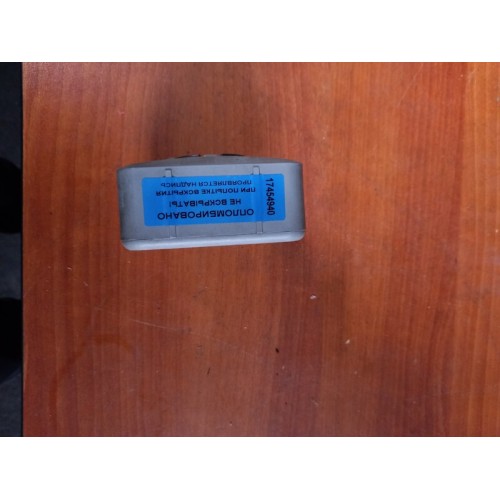 ОПЛОМБИРОВАНО
НЕ ВСКРЫВАТЬ!
ПРИ ПОПЫТКЕ ВСКРЫТИЯ
ПРОЯВЛЯЕТСЯ НАДПИСЬ
17454940